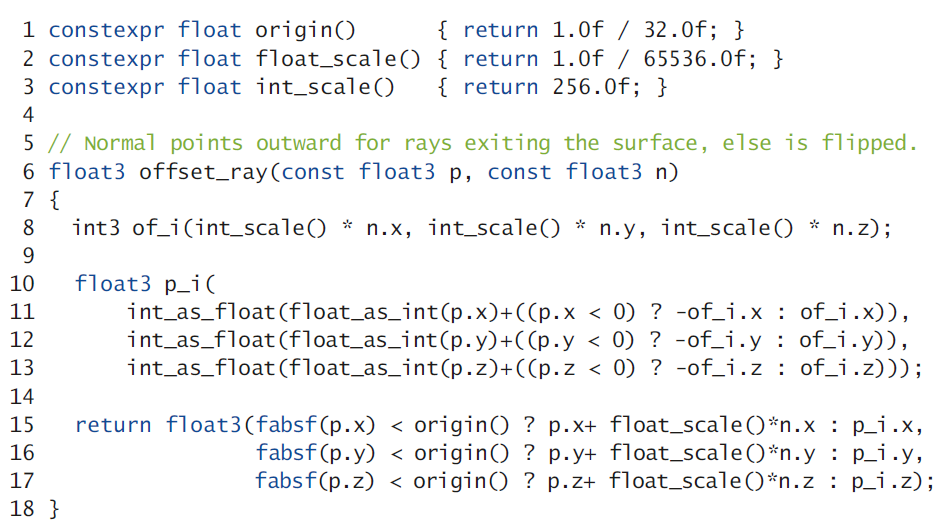 1 constexpr float origin()      { return 1.0f / 32.0f; }
2 constexpr float float_scale() { return 1.0f / 65536.0f; }
3 constexpr float int_scale()   { return 256.0f; }
4
5 // Normal points outward for rays exiting the surface, else is flipped.
6 float3 offset_ray(const float3 p, const float3 n)
7 {
8   int3 of_i(int_scale() * n.x, int_scale() * n.y, int_scale() * n.z);
9
10   float3 p_i(
11       int_as_float(float_as_int(p.x)+((p.x < 0) ? -of_i.x : of_i.x)),
12       int_as_float(float_as_int(p.y)+((p.y < 0) ? -of_i.y : of_i.y)),
13       int_as_float(float_as_int(p.z)+((p.z < 0) ? -of_i.z : of_i.z)));
14
15   return float3(fabsf(p.x) < origin() ? p.x+ float_scale()*n.x : p_i.x,
16                 fabsf(p.y) < origin() ? p.y+ float_scale()*n.y : p_i.y,
17                 fabsf(p.z) < origin() ? p.z+ float_scale()*n.z : p_i.z);
18 }